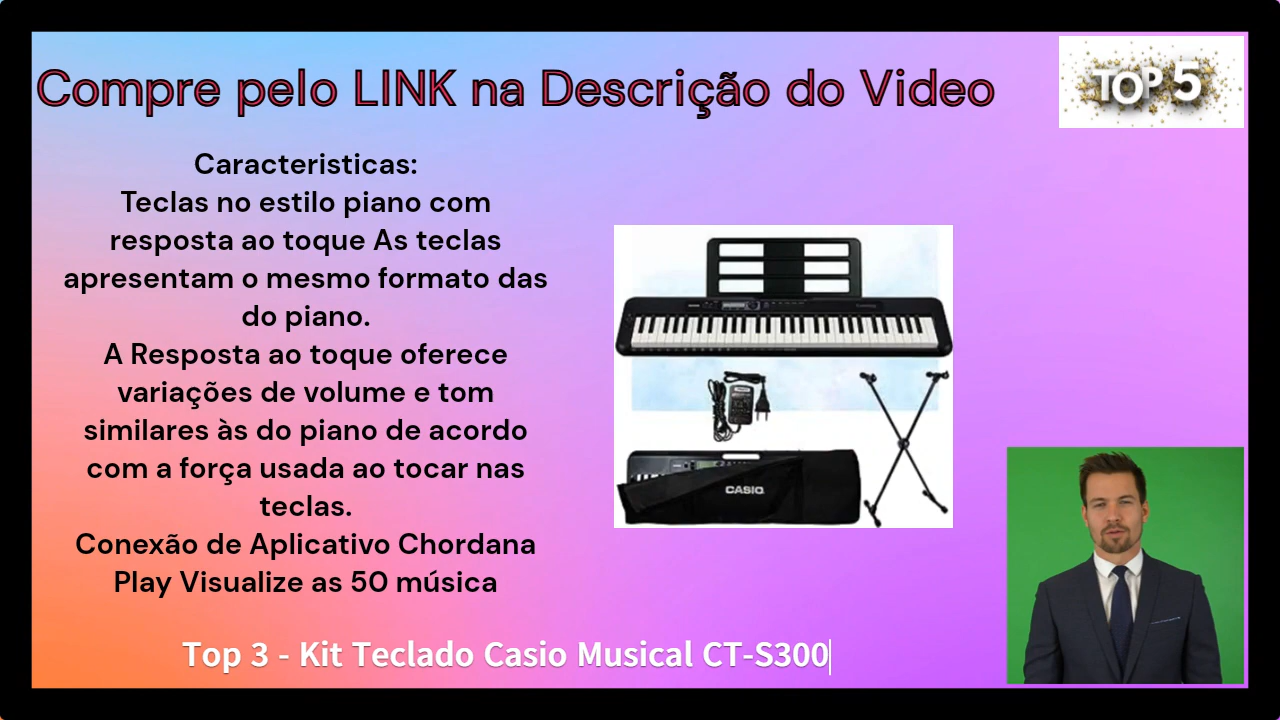 Compre pelo LINK na Descrição do Video
TOP 5
Caracteristicas:
Teclas no estilo piano com
resposta ao toque As teclas
apresentam o mesmo formato das
do piano.
A Resposta ao toque oferece
variações de volume e tom
similares às do piano de acordo
com a força usada ao tocar nas
teclas.
Conexão de Aplicativo Chordana
Play Visualize as 50 música
CASIO
Top 3 - Kit Teclado Casio Musical CT-S300